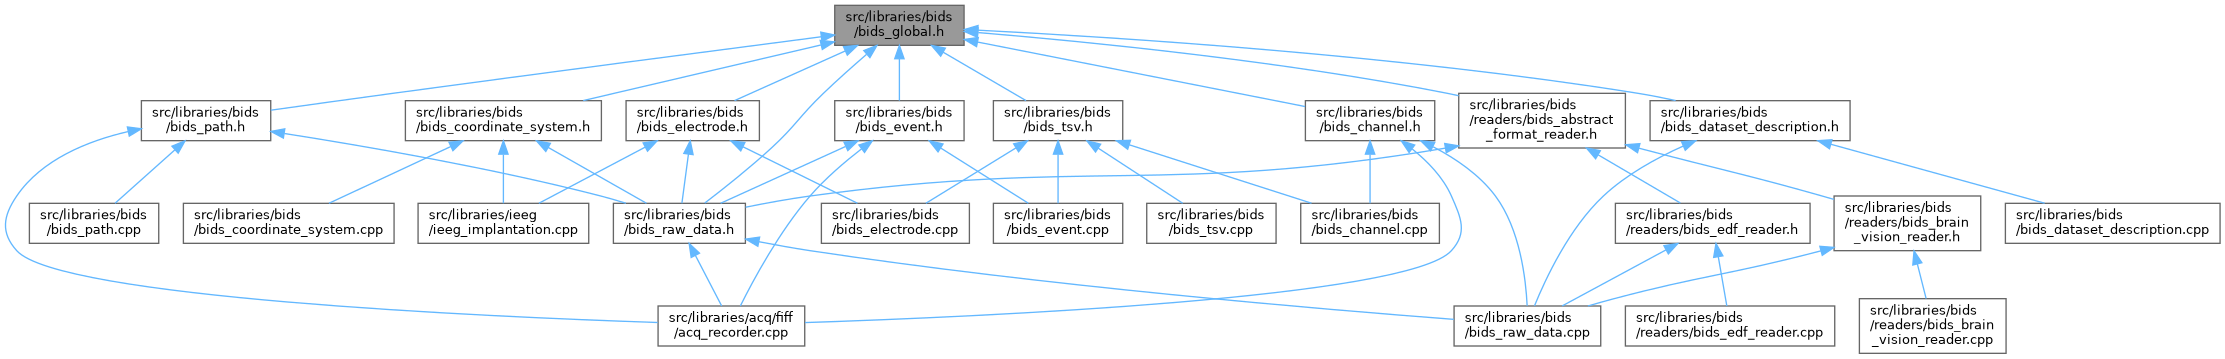 src/libraries/bids
/bids_global.h
src/libraries/bids
/bids_path.h
src/libraries/bids
/bids_coordinate_system.h
src/libraries/bids
/bids_electrode.h
src/libraries/bids
/bids_event.h
src/libraries/bids
/bids_tsv.h
src/libraries/bids
/bids_channel.h
src/libraries/bids
/readers/bids_abstract
_format_reader.h
src/libraries/bids
/bids_dataset_description.h
src/libraries/bids
/bids_path.cpp
src/libraries/bids
/bids_coordinate_system.cpp
src/libraries/ieeg
/ieeg_implantation.cpp
src/libraries/bids
/bids_raw_data.h
src/libraries/bids
/bids_electrode.cpp
src/libraries/bids
/bids_event.cpp
src/libraries/bids
/bids_tsv.cpp
src/libraries/bids
/bids_channel.cpp
src/libraries/bids
/readers/bids_edf_reader.h
src/libraries/bids
/readers/bids_brain
_vision_reader.h
src/libraries/bids
/bids_dataset_description.cpp
src/libraries/acq/fiff
/acq_recorder.cpp
src/libraries/bids
/bids_raw_data.cpp
src/libraries/bids
/readers/bids_edf_reader.cpp
src/libraries/bids
/readers/bids_brain
_vision_reader.cpp